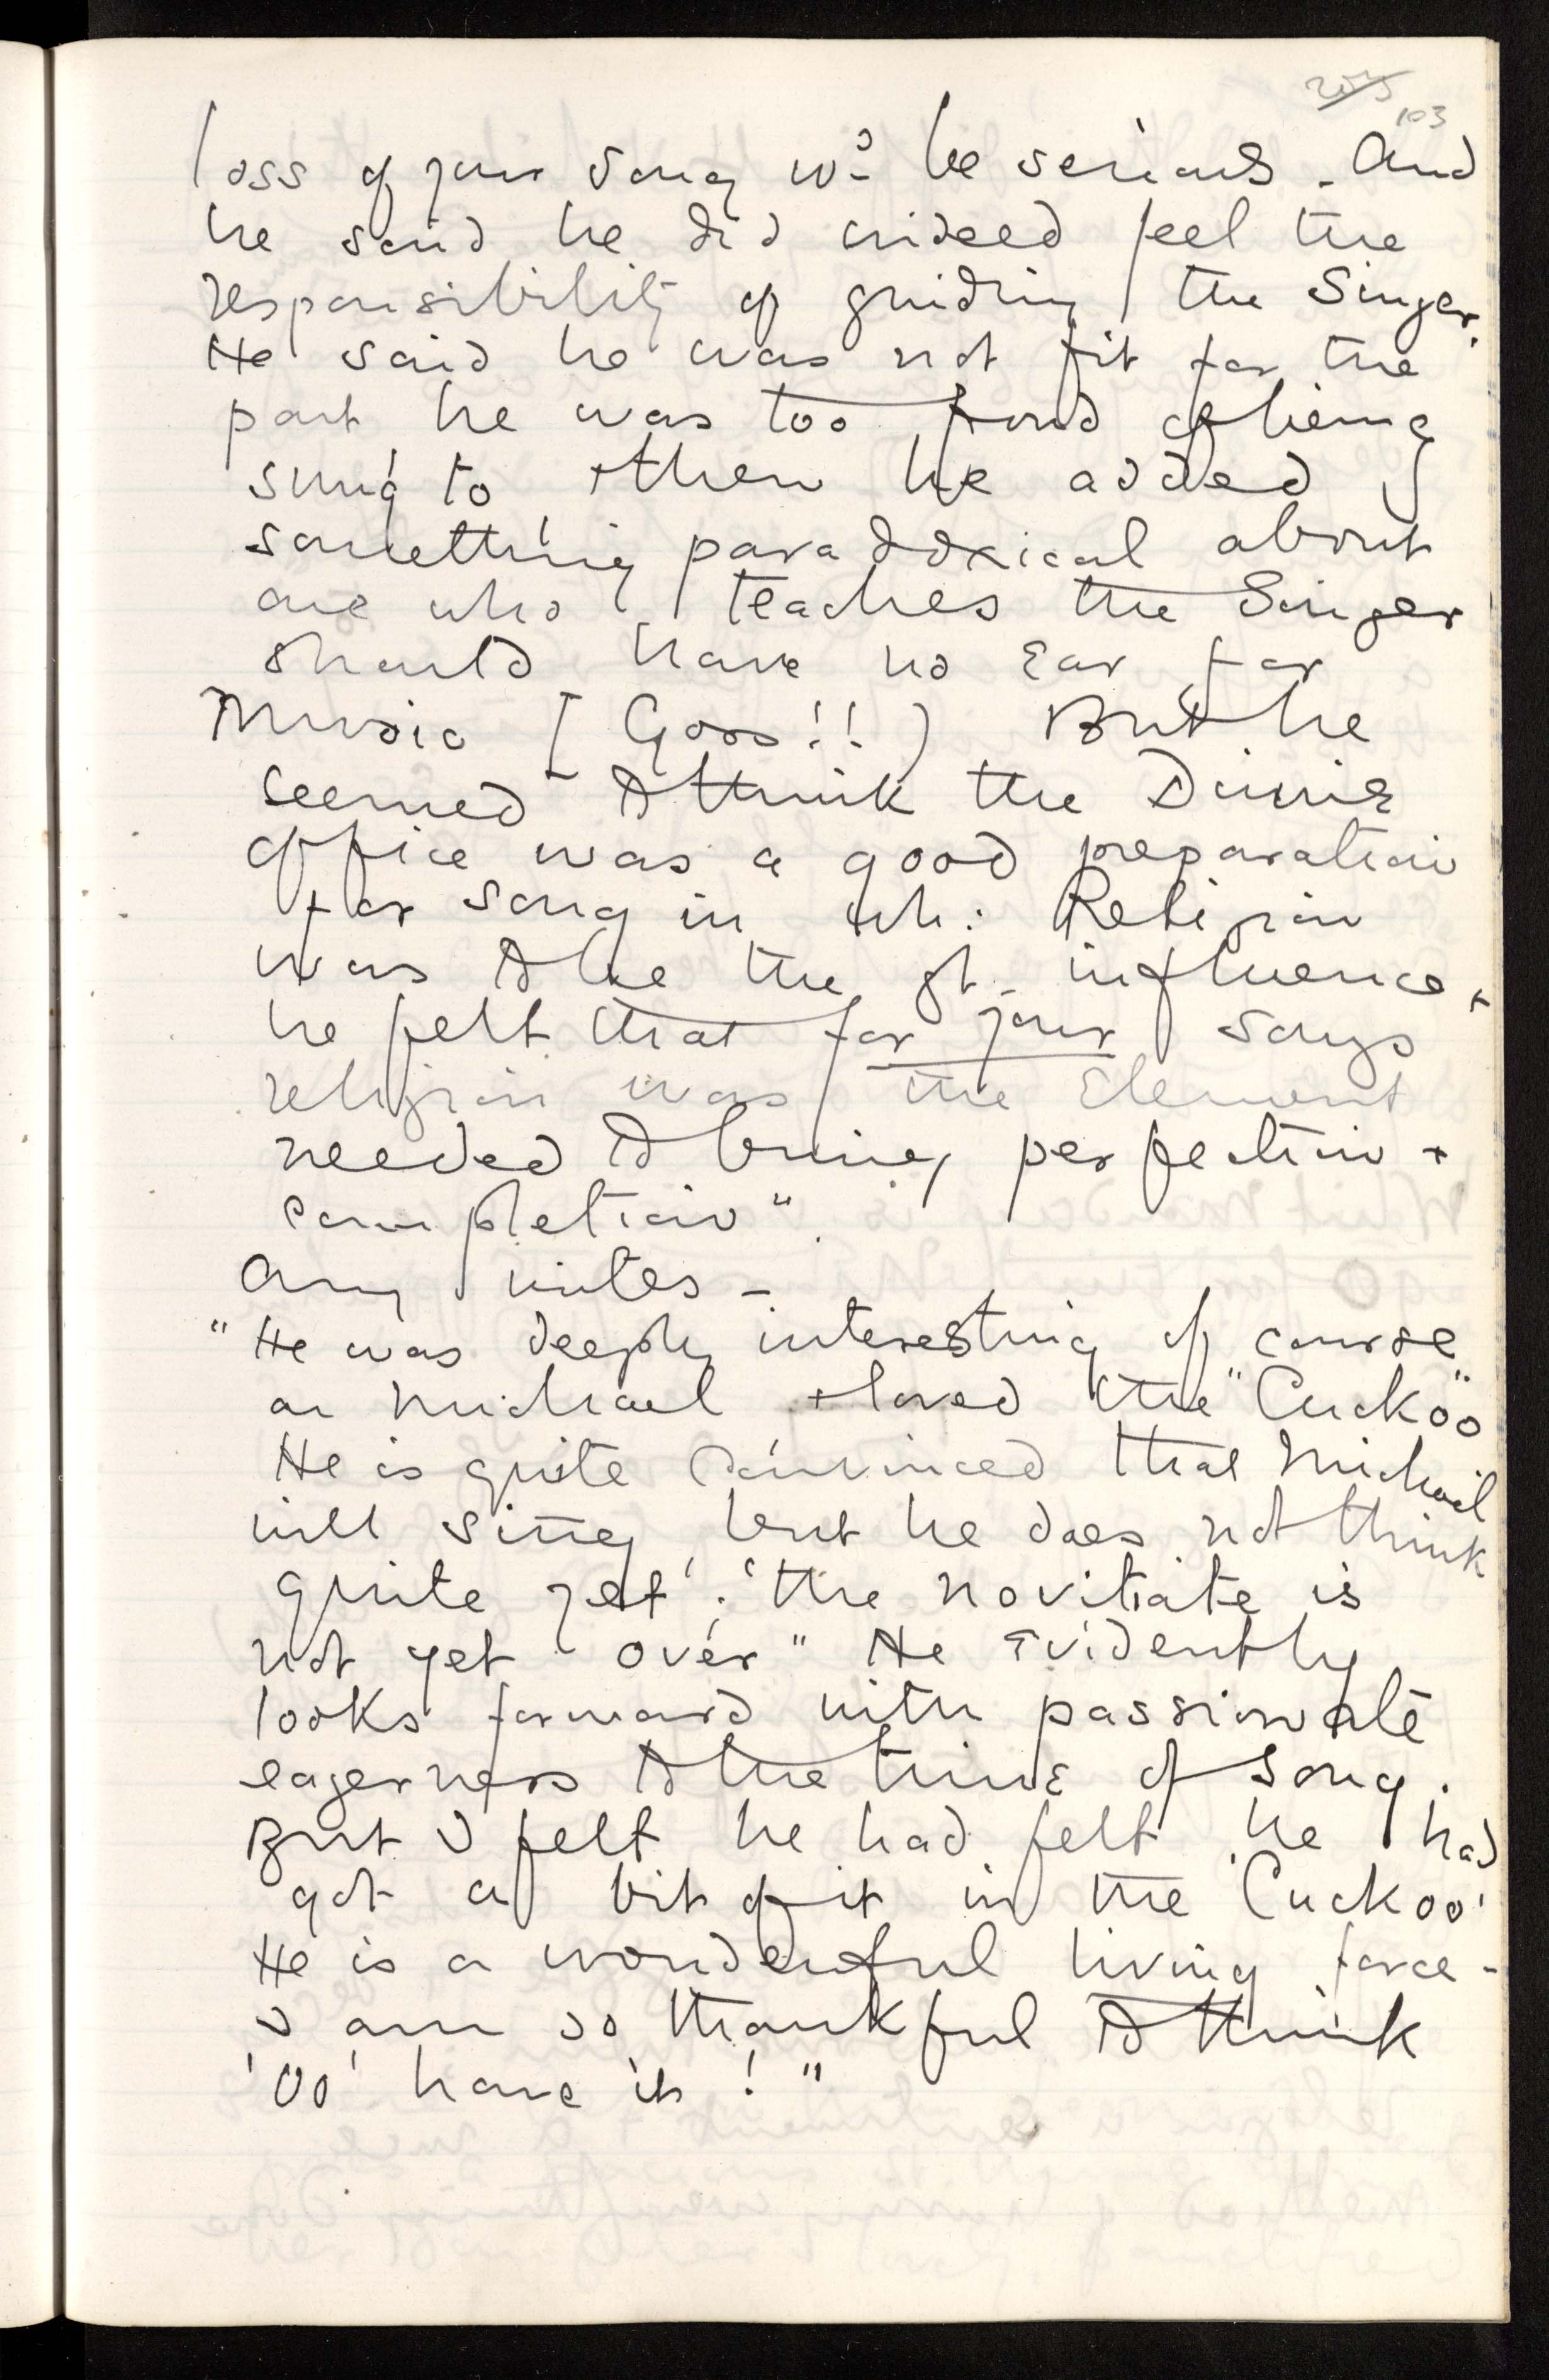 103
loss of your song wd be serious. And
he said he did indeed feel the
responsibility of guiding the Singer.
He said he was not fit for the
part he was too fond of being
sung to + then he added
something paradoxical about
one who teaches the Singer
should have no ear for
Music [Goss!!) But he
seemed to think the Divine
Office was a good preparation
for song in wh: Religion
was to be the gt. influence +
he felt that for your songs
religion was the Element
needed to bring perfection +
completion".
Amy writes -
"He was deeply interesting of course
on Michael + loved the "Cuckoo"
He is quite convinced that Michael
will sing but he does not think
quite yet'. 'the novitiate is
not yet over" He Evidently
looks forward with passionate
eagerness to the time of song.
But I felt he had felt he had
got a bit of it in the 'Cuckoo'
He is a wonderful living force -
I am so thankful to think
'Oo' have it!"